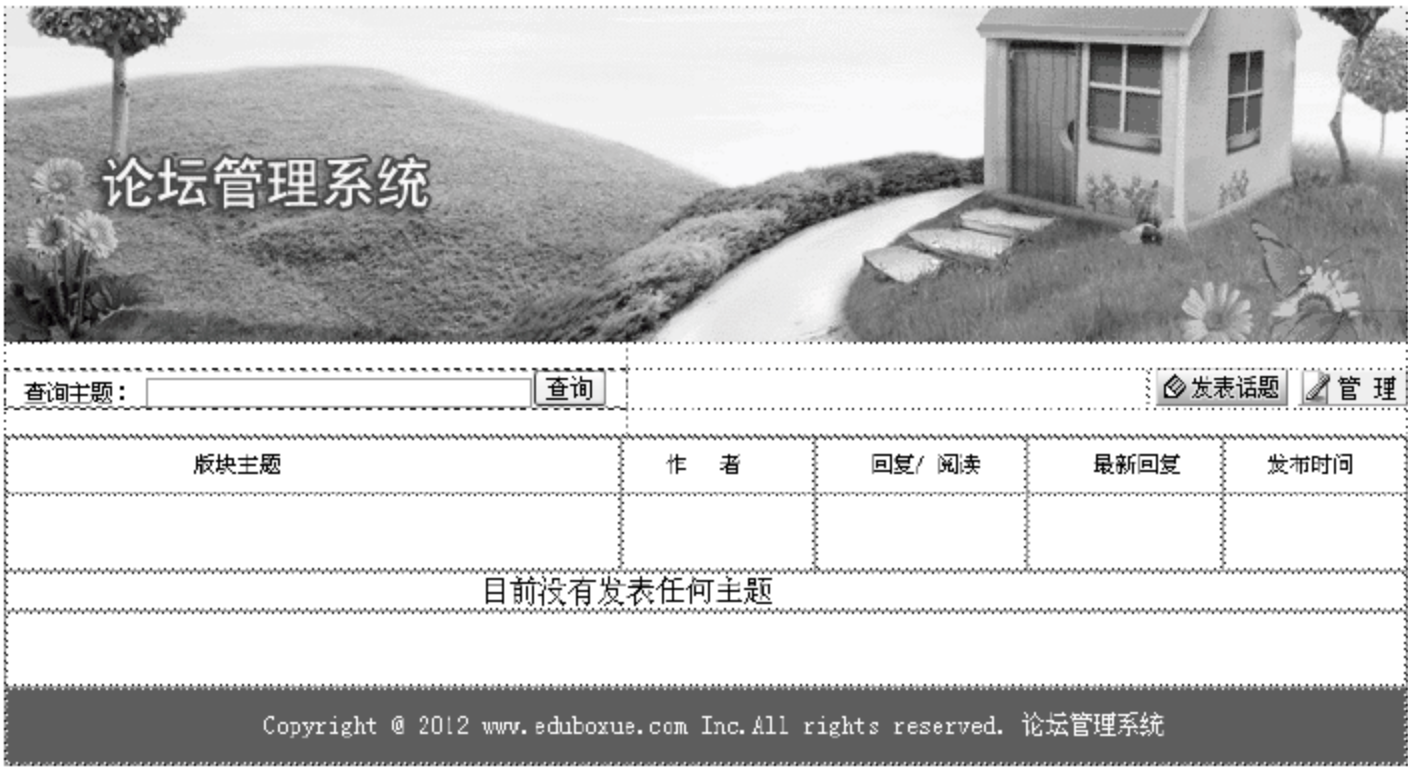 论坛管理系统
查询主题： 查询 发表话题 管 理
版块主题 作 者 回复/ 阅读 最新回复 发布时间
目前没有发表任何主题
Copyright @ 2012 www.eduboxue.com Inc.All rights reserved. 论坛管理系统